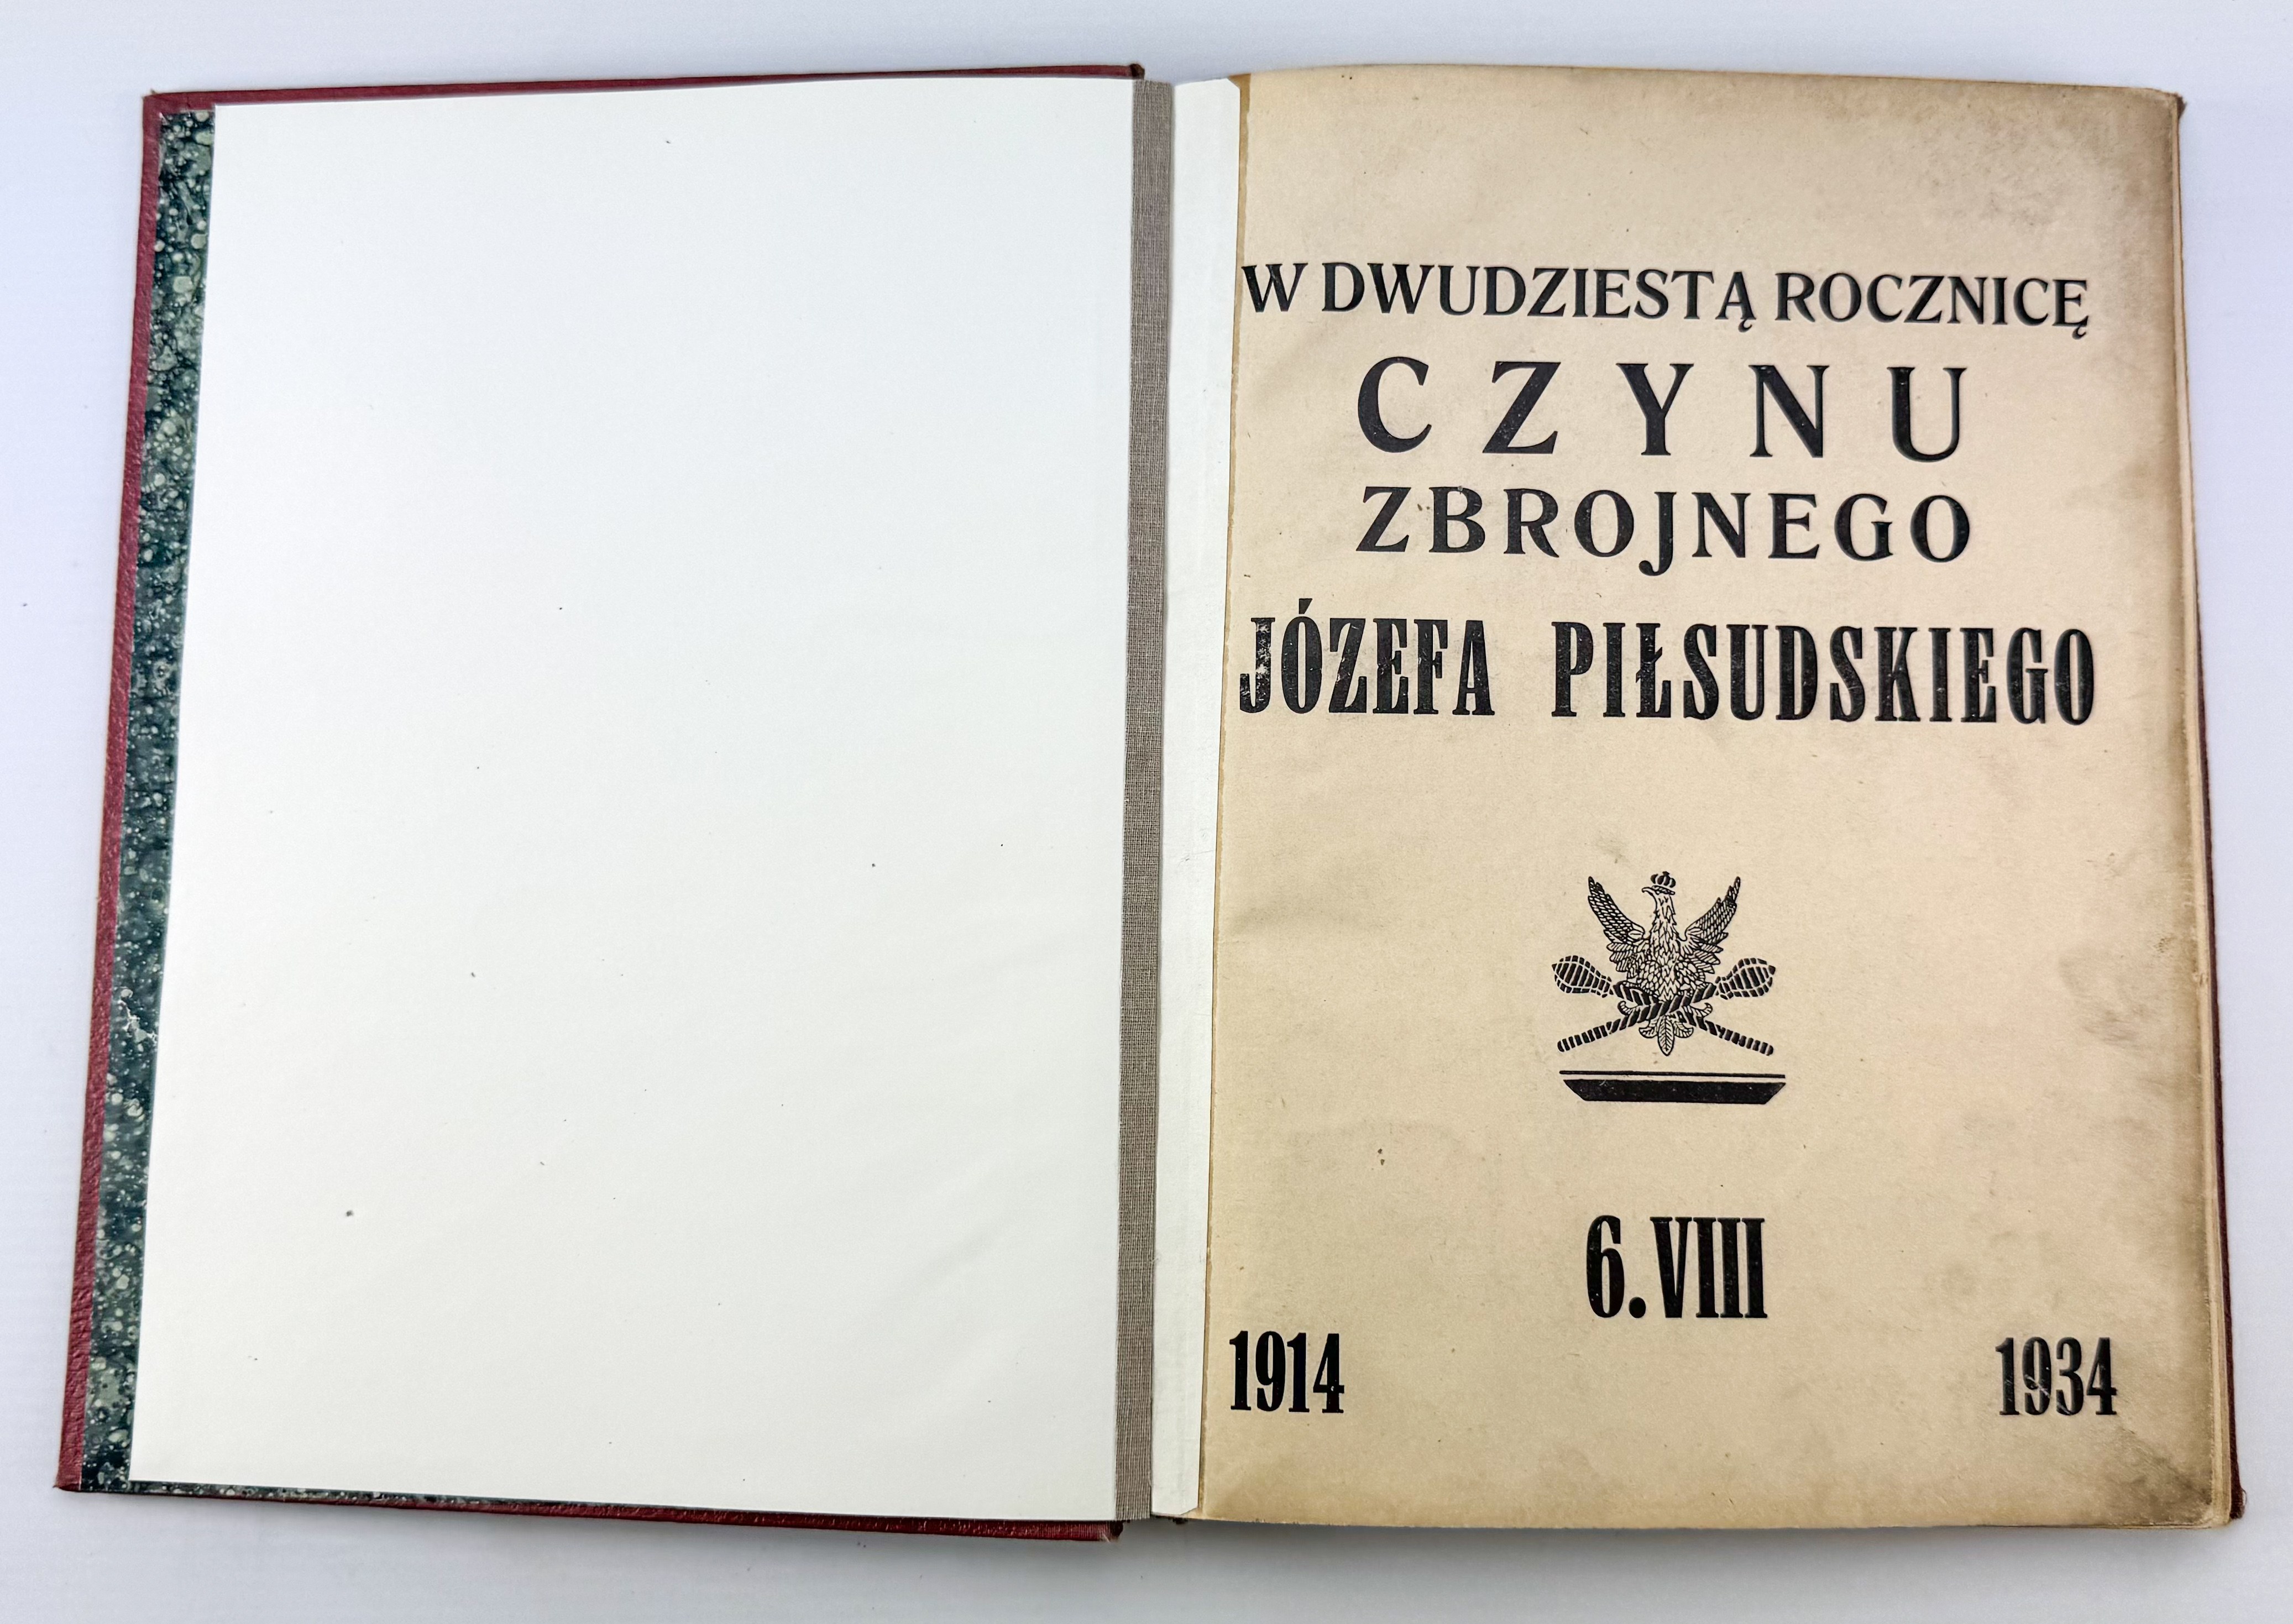 W DWUDZIESTĄ ROCZNICĘ
CZYNU
ZBROJNEGO
JÓZEFA PIŁSUDSKIEGO
6.VIII
1914 1934